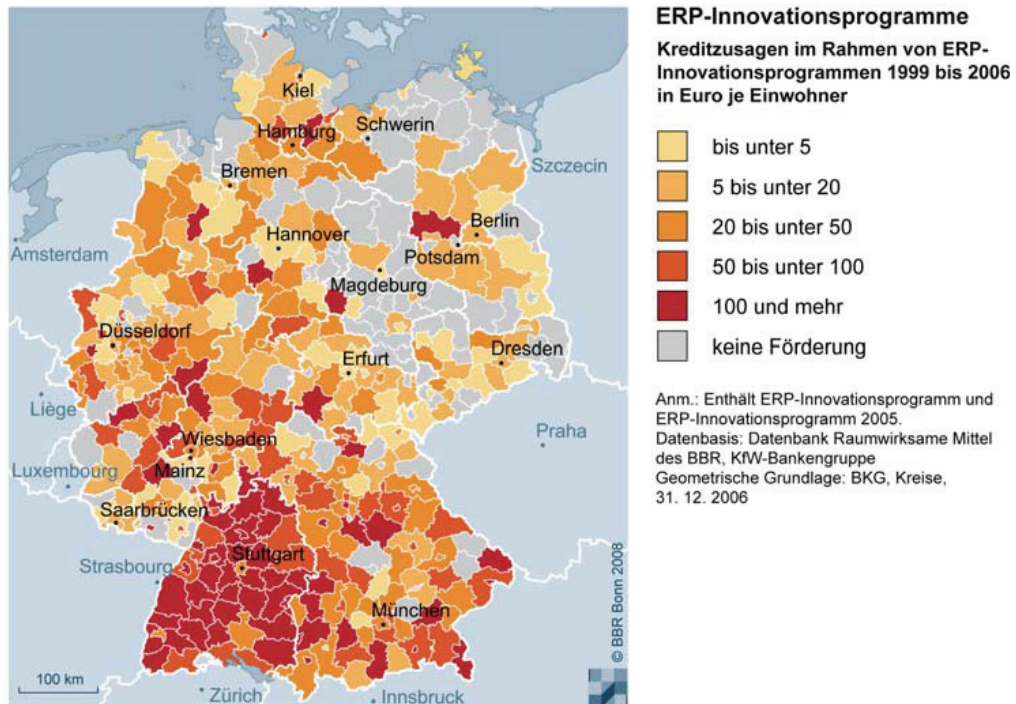 ERP-Innovationsprogramme
Kreditzusagen im Rahmen von ERP-
Innovationsprogrammen 1999 bis 2006
in Euro je Einwohner
bis unter 5
5 bis unter 20
20 bis unter 50
50 bis unter 100
100 und mehr
keine Förderung
Anm.: Enthält ERP-Innovationsprogramm und
ERP-Innovationsprogramm 2005.
Datenbasis: Datenbank Raumwirksame Mittel
des BBR, KfW-Bankengruppe
Geometrische Grundlage: BKG, Kreise,
31. 12. 2006
Kiel
Hamburg
Schwerin
Szczecin
Bremen
Berlin
Amsterdam
Hannover
Potsdam
Magdeburg
Düsseldorf
Erfurt
Dresden
Liège
Praha
Wiesbaden
Luxembourg
Mainz
Saarbrücken
Strasbourg
Stuttgart
München
100 km
Zürich
Innsbruck
© BBR Bonn 2008